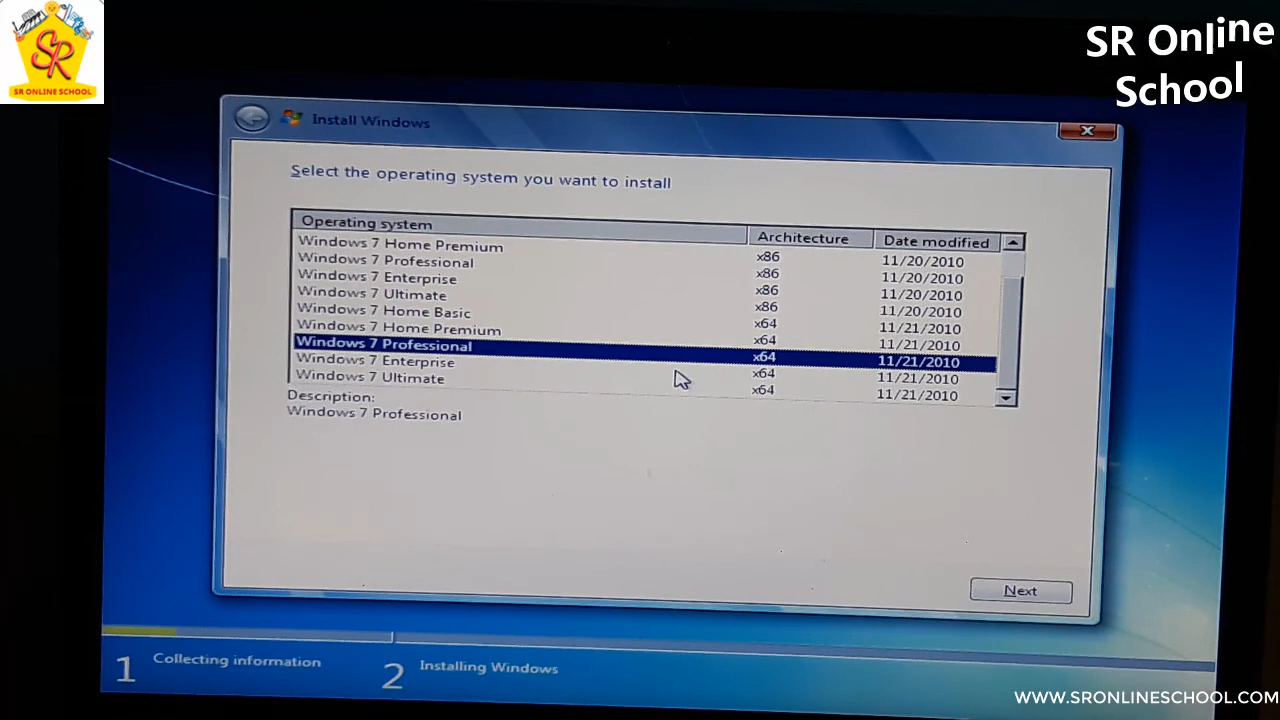 SR
SR ONLINE SCHOOL
SR Online
School
Install Windows
Select the operating system you want to install
Operating system Architecture Date modified
Windows 7 Home Premium x86 11/20/2010
Windows 7 Professional x86 11/20/2010
Windows 7 Enterprise x86 11/20/2010
Windows 7 Ultimate x86 11/20/2010
Windows 7 Home Basic x64 11/21/2010
Windows 7 Home Premium x64 11/21/2010
Windows 7 Professional x64 11/21/2010
Windows 7 Enterprise x64 11/21/2010
Windows 7 Ultimate x64 11/21/2010
Description:
Windows 7 Professional
Next
1 Collecting information 2 Installing Windows
WWW.SRONLINESCHOOL.COM